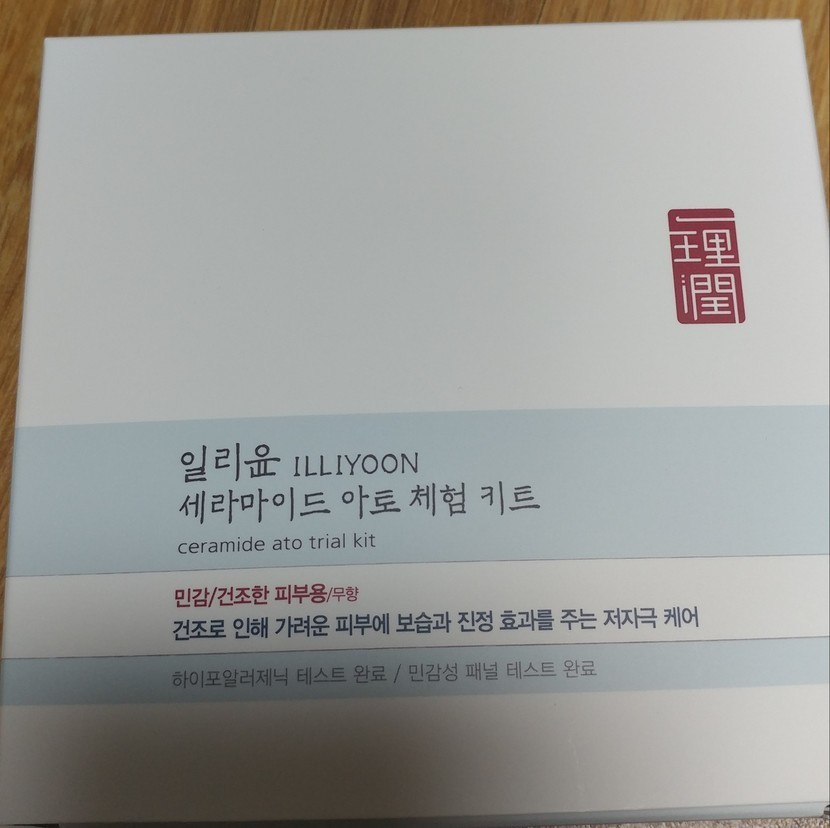 一理
潤
일리윤 ILLIYOON
세라마이드 아토 체험 키트
ceramide ato trial kit
민감/건조한 피부용/무향
건조로 인해 가려운 피부에 보습과 진정 효과를 주는 저자극 케어
하이포알러제닉 테스트 완료 / 민감성 패널 테스트 완료